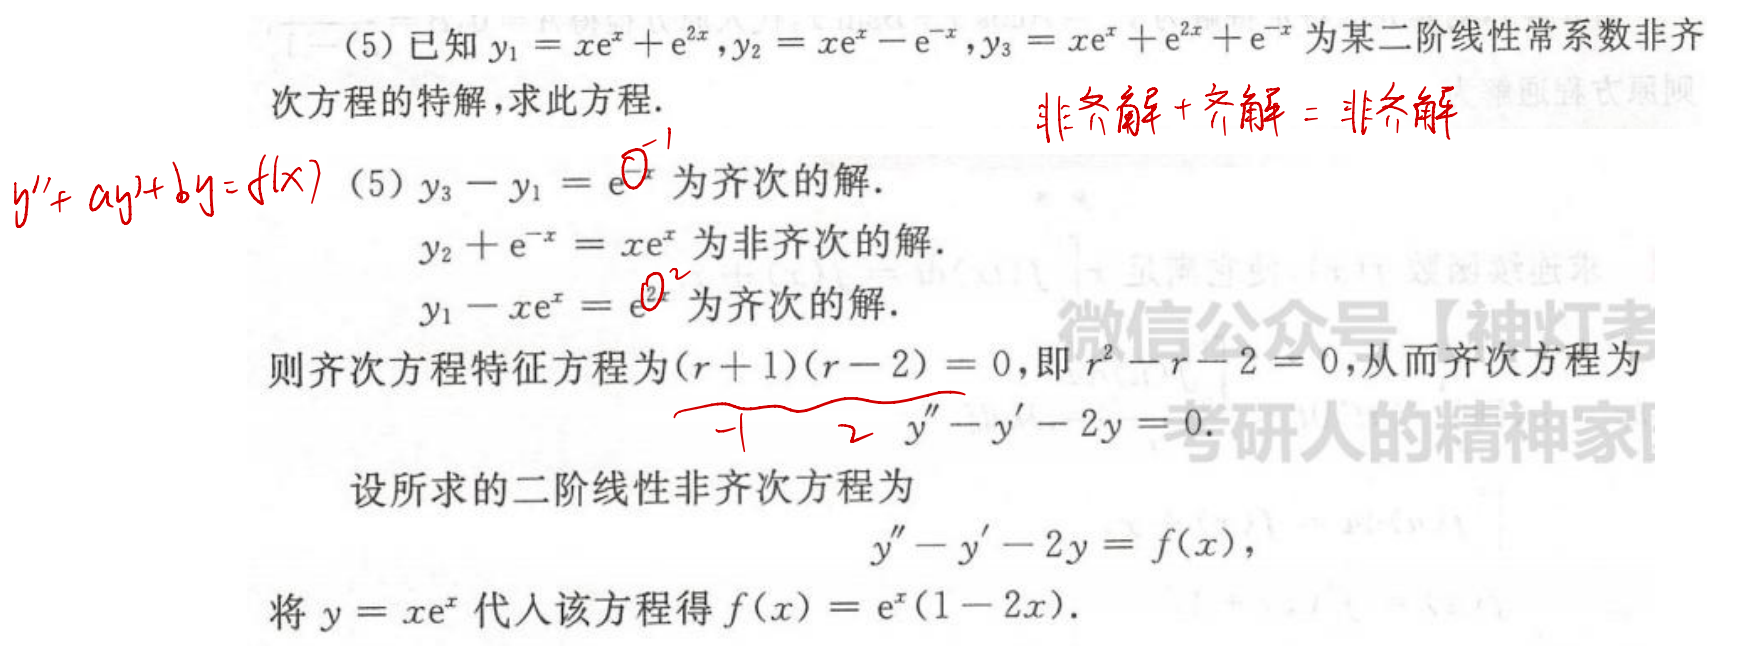 (5) 已知 y₁ = xeˣ + e²ˣ, y₂ = xeˣ − e⁻ˣ, y₃ = xeˣ + e²ˣ + e⁻ˣ 为某二阶线性常系数非齐
次方程的特解,求此方程.
非齐解 + 齐解 = 非齐解
y″ + ay′ + by = f(x)
(5) y₃ − y₁ = e⁻ˣ 为齐次的解.
-1
y₂ + e⁻ˣ = xeˣ 为非齐次的解.
y₁ − xeˣ = e²ˣ 为齐次的解.
2
微信公众号【神灯考
则齐次方程特征方程为(r + 1)(r − 2) = 0,即 r² − r − 2 = 0,从而齐次方程为
-1 2
y″ − y′ − 2y = 0.
考研人的精神家
设所求的二阶线性非齐次方程为
y″ − y′ − 2y = f(x),
将 y = xeˣ 代入该方程得 f(x) = eˣ(1 − 2x).